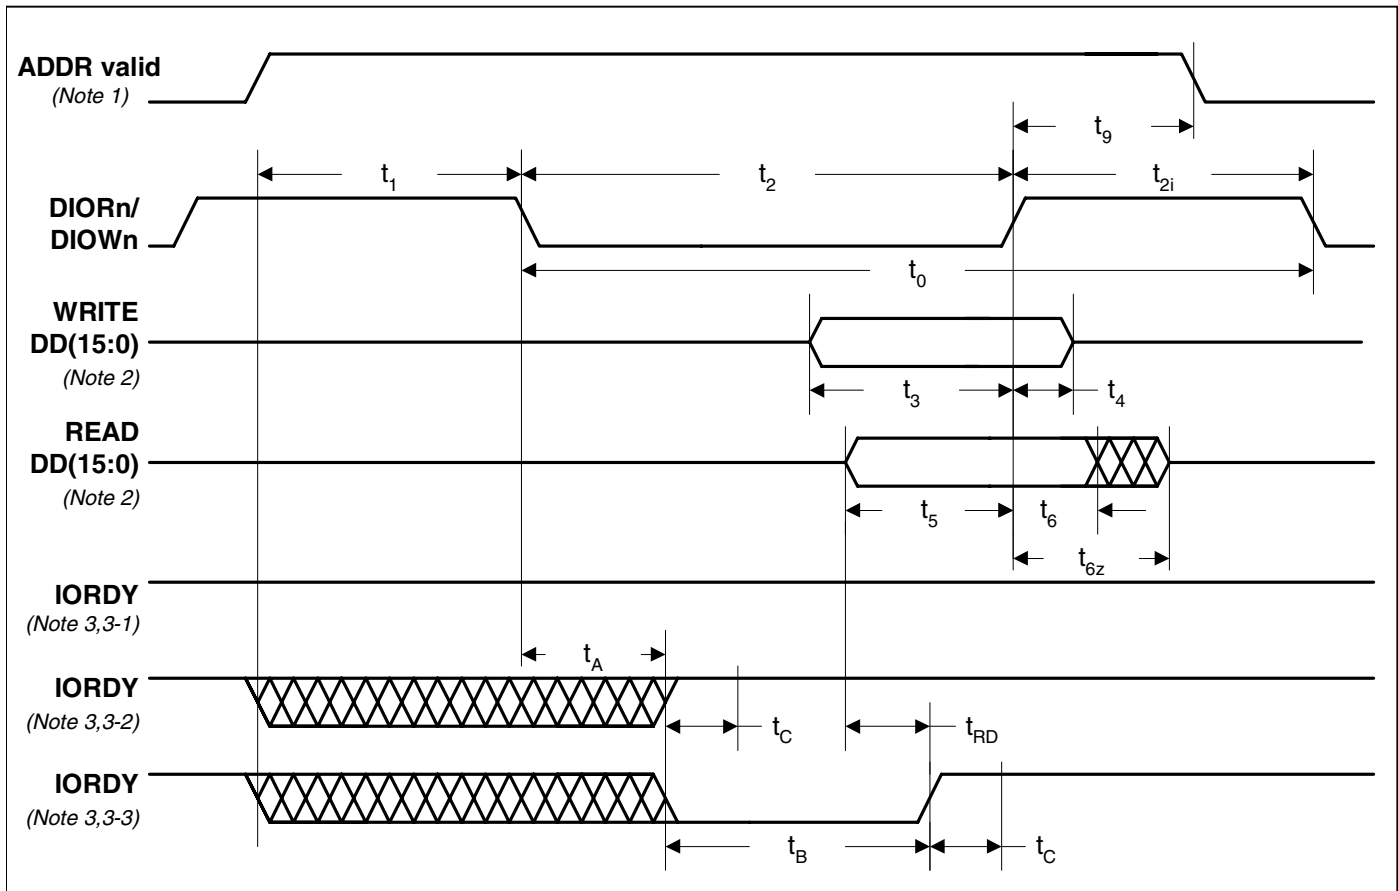 ADDR valid
(Note 1)
t9
t1
t2
t2i
DIORn/
DIOWn
t0
WRITE
DD(15:0)
(Note 2)
t3
t4
READ
DD(15:0)
(Note 2)
t5
t6
t6z
IORDY
(Note 3,3-1)
tA
IORDY
(Note 3,3-2)
tC
tRD
IORDY
(Note 3,3-3)
tB
tC